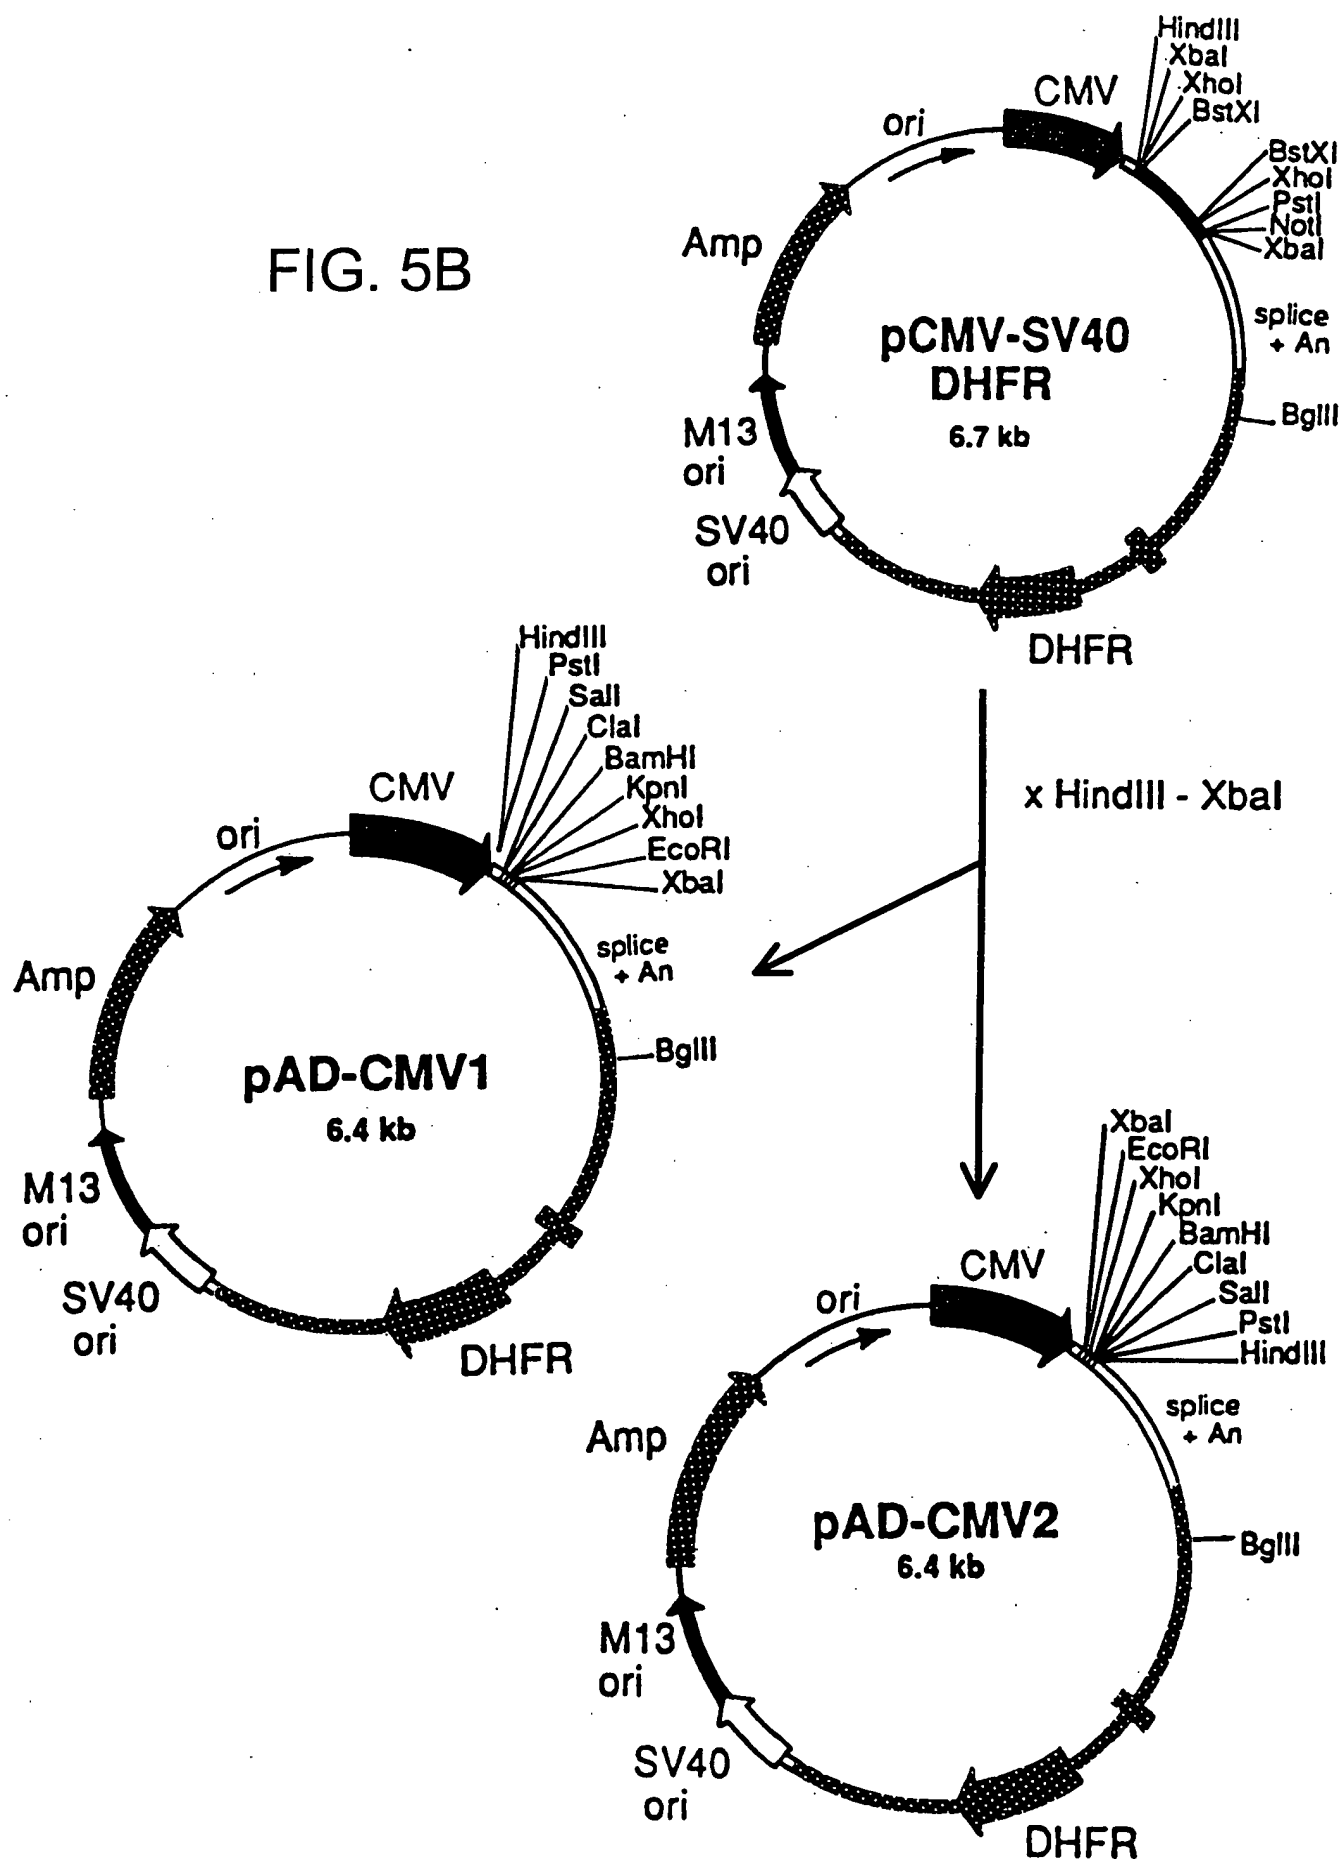 FIG. 5B
HindIII
XbaI
XhoI
BstXI
BstXI
XhoI
PstI
NotI
XbaI
CMV
ori
Amp
splice
+ An
pCMV-SV40
DHFR
6.7 kb
BglII
M13
ori
SV40
ori
DHFR
x HindIII - XbaI
HindIII
PstI
SalI
ClaI
BamHI
KpnI
XhoI
EcoRI
XbaI
CMV
ori
Amp
splice
+ An
BglII
pAD-CMV1
6.4 kb
M13
ori
SV40
ori
DHFR
XbaI
EcoRI
XhoI
KpnI
BamHI
ClaI
SalI
PstI
HindIII
CMV
ori
Amp
splice
+ An
pAD-CMV2
6.4 kb
BglII
M13
ori
SV40
ori
DHFR